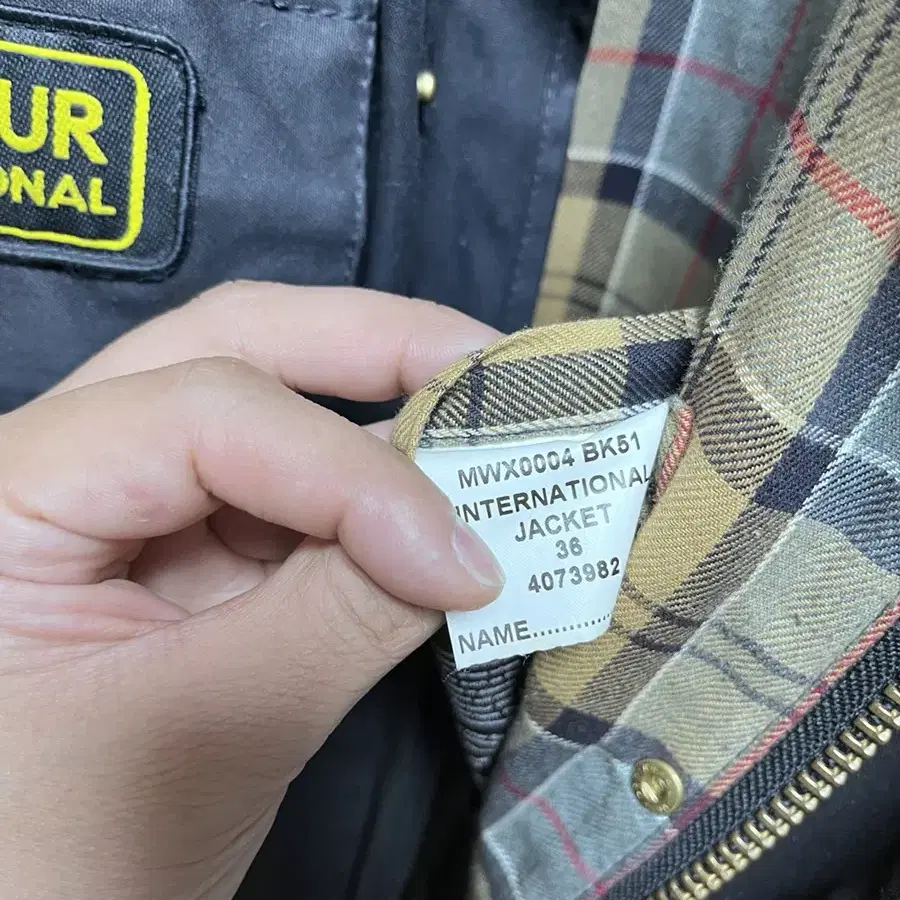 UR
ONAL
MWX0004 BK51
INTERNATIONAL
JACKET
36
4073982
NAME............